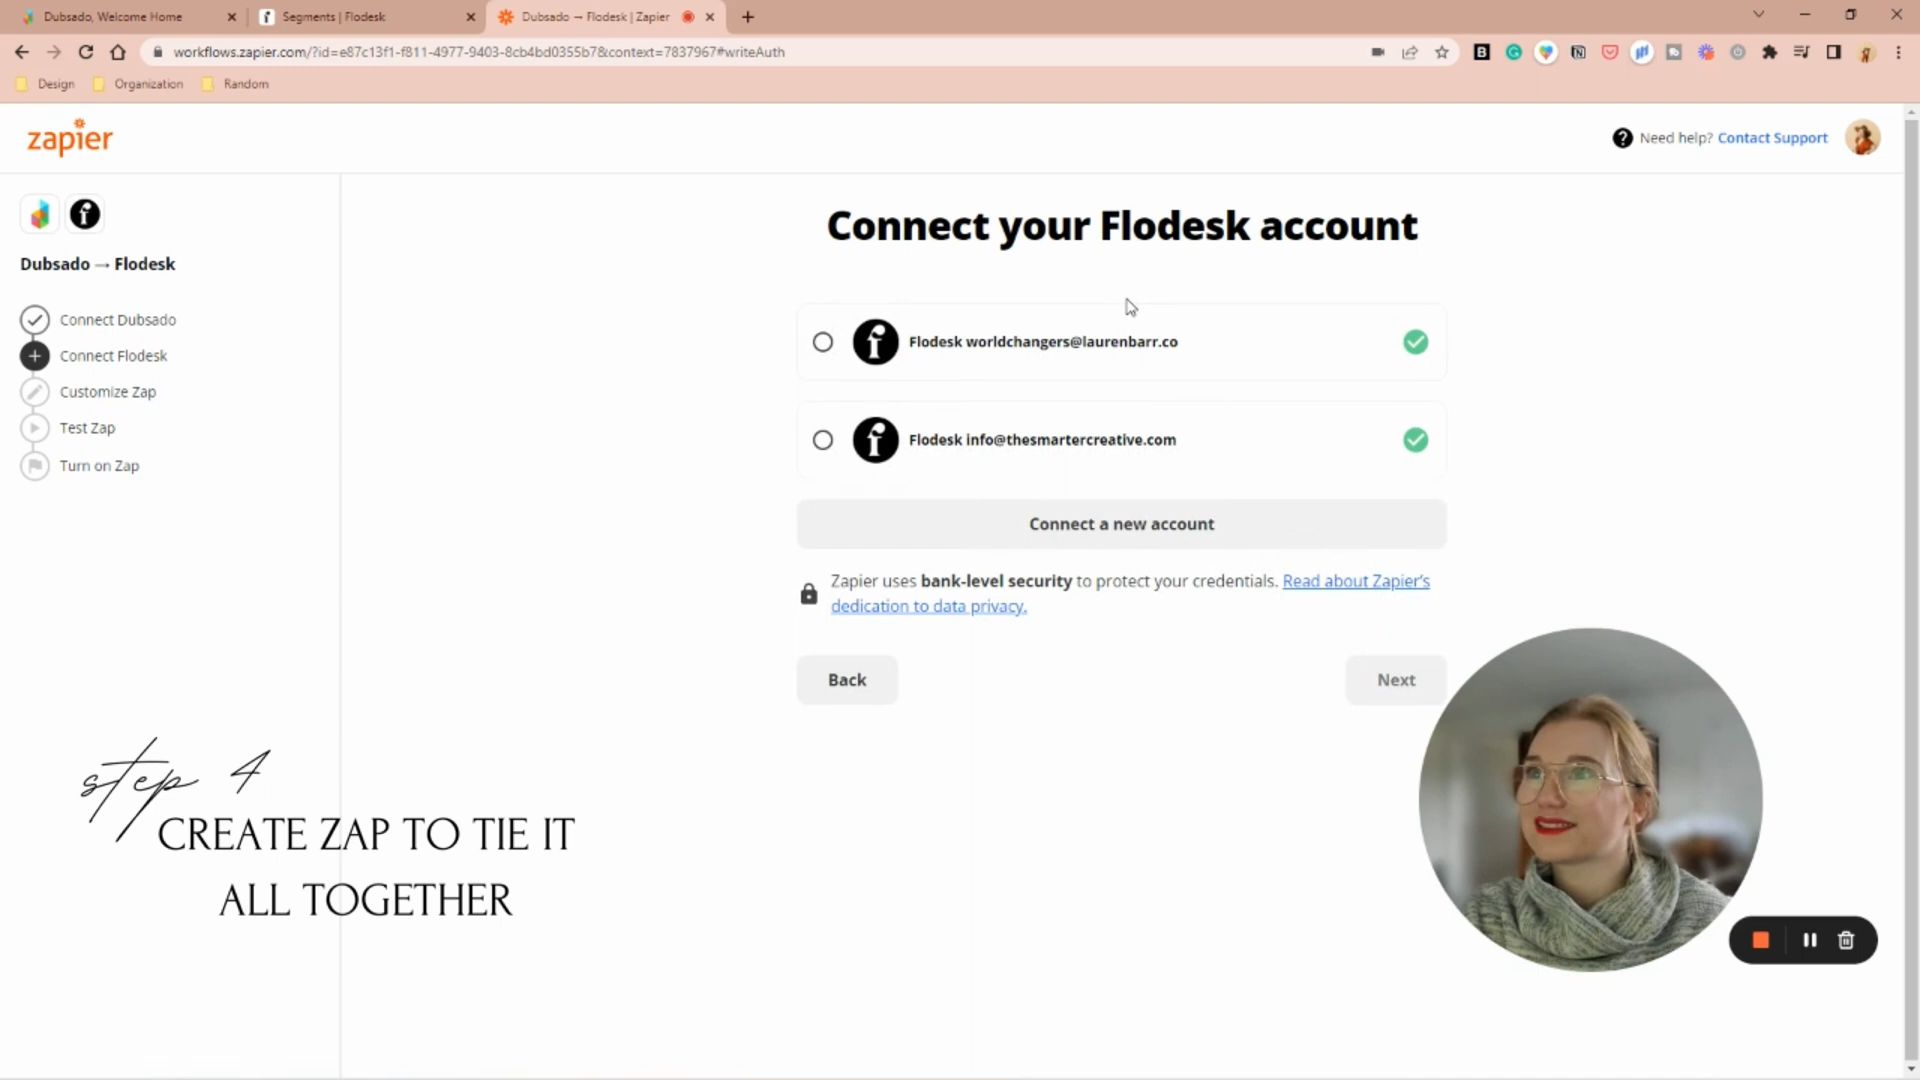 Dubsado, Welcome Home
Segments | Flodesk
Dubsado → Flodesk | Zapier
workflows.zapier.com/?id=e87c13f1-f811-4977-9403-8cb4bd0355b7&context=7837967#writeAuth
Design
Organization
Random
zapier
Need help? Contact Support
Dubsado → Flodesk
Connect Dubsado
Connect Flodesk
Customize Zap
Test Zap
Turn on Zap
Connect your Flodesk account
Flodesk worldchangers@laurenbarr.co
Flodesk info@thesmartercreative.com
Connect a new account
Zapier uses bank-level security to protect your credentials. Read about Zapier's
dedication to data privacy.
Back
Next
step 4
CREATE ZAP TO TIE IT
ALL TOGETHER